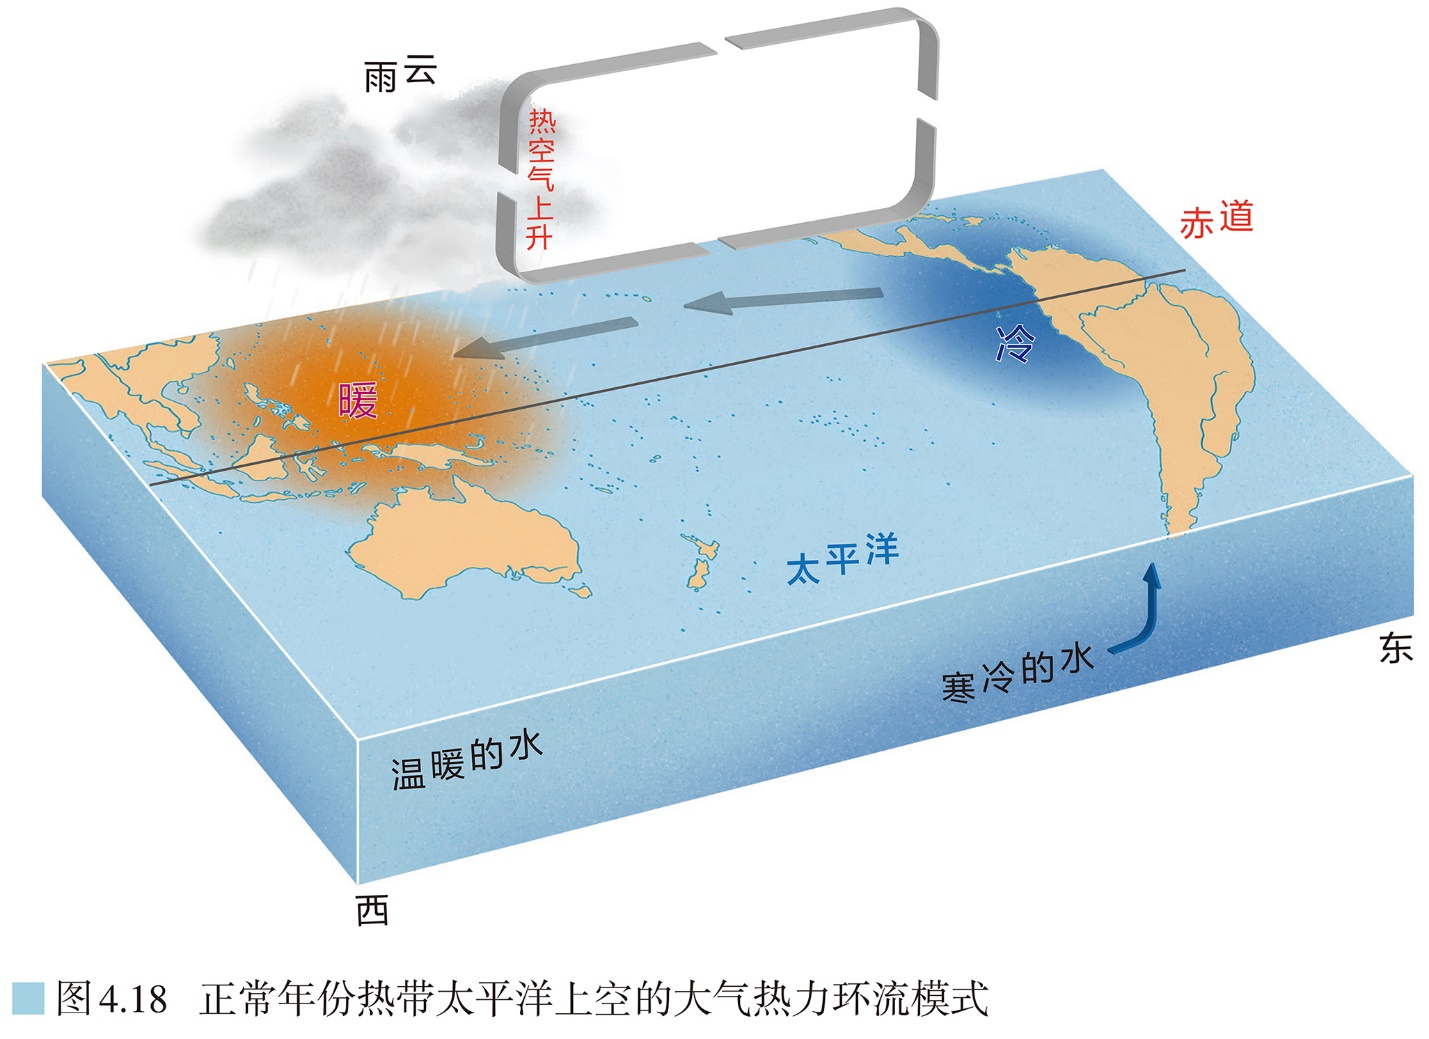 雨云
热空气上升
赤道
冷
暖
太平洋
寒冷的水
东
温暖的水
西
图4.18 正常年份热带太平洋上空的大气热力环流模式